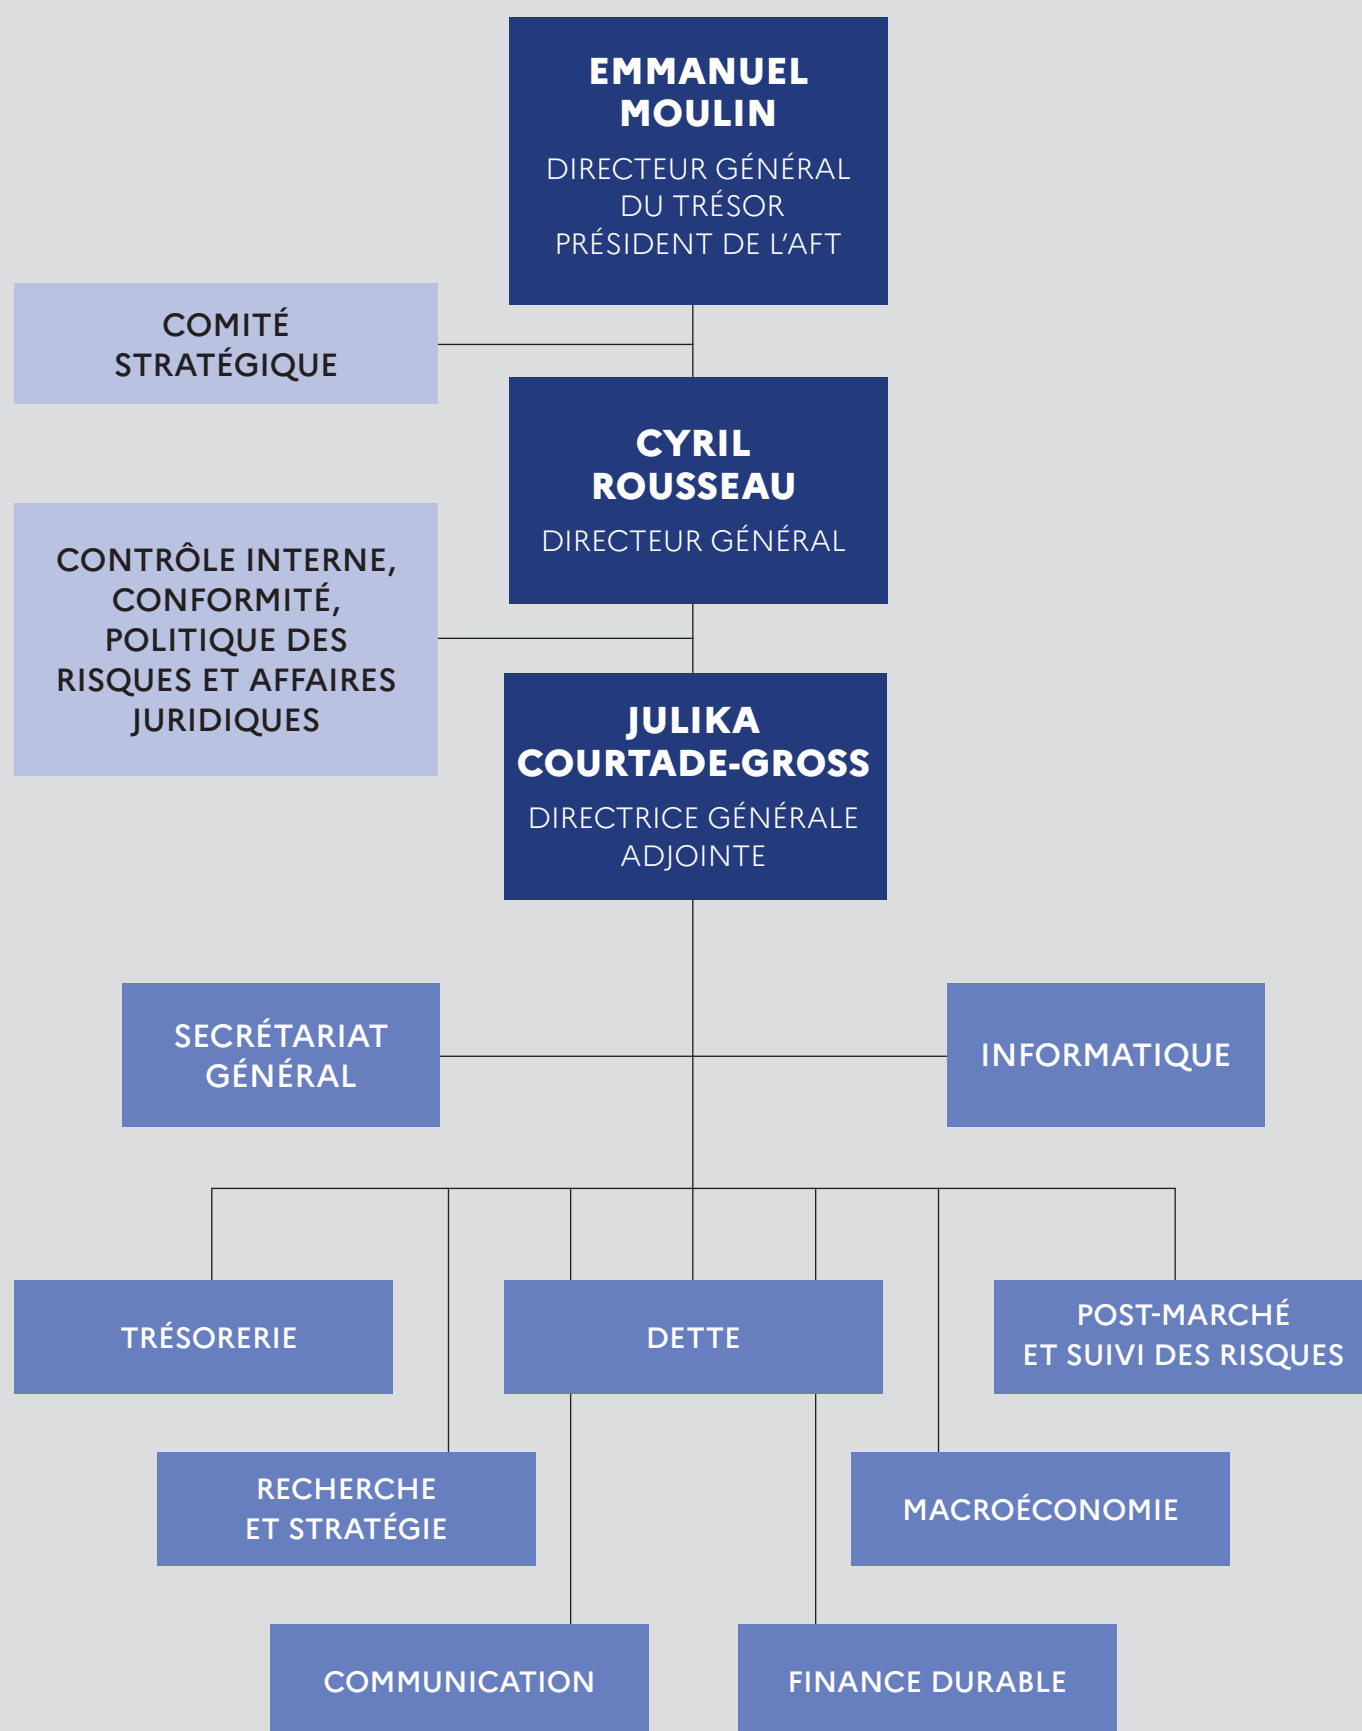 EMMANUEL
MOULIN
DIRECTEUR GÉNÉRAL
DU TRÉSOR
PRÉSIDENT DE L'AFT
COMITÉ
STRATÉGIQUE
CYRIL
ROUSSEAU
DIRECTEUR GÉNÉRAL
CONTRÔLE INTERNE,
CONFORMITÉ,
POLITIQUE DES
RISQUES ET AFFAIRES
JURIDIQUES
JULIKA
COURTADE-GROSS
DIRECTRICE GÉNÉRALE
ADJOINTE
SECRÉTARIAT
GÉNÉRAL
INFORMATIQUE
TRÉSORERIE
DETTE
POST-MARCHÉ
ET SUIVI DES RISQUES
RECHERCHE
ET STRATÉGIE
MACROÉCONOMIE
COMMUNICATION
FINANCE DURABLE